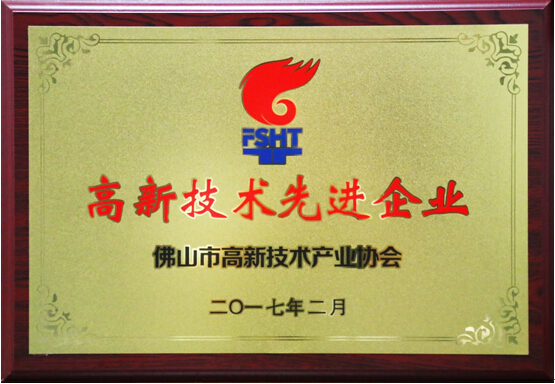 FSHT
高新技术先进企业
佛山市高新技术产业协会
二〇一七年二月